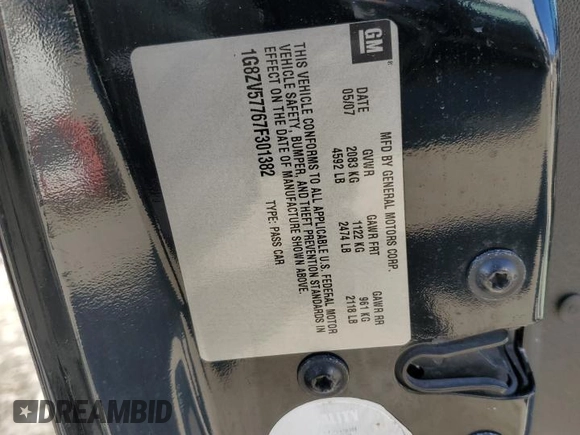 GM
MFD BY GENERAL MOTORS CORP.
DATE GVWR GAWR FRT GAWR RR
05/07 2083 KG 1122 KG 961 KG
4592 LB 2474 LB 2118 LB
THIS VEHICLE CONFORMS TO ALL APPLICABLE U.S. FEDERAL MOTOR
VEHICLE SAFETY, BUMPER, AND THEFT PREVENTION STANDARDS IN
EFFECT ON THE DATE OF MANUFACTURE SHOWN ABOVE.
1G8ZV57767F301382 TYPE: PASS CAR
DREAMBID